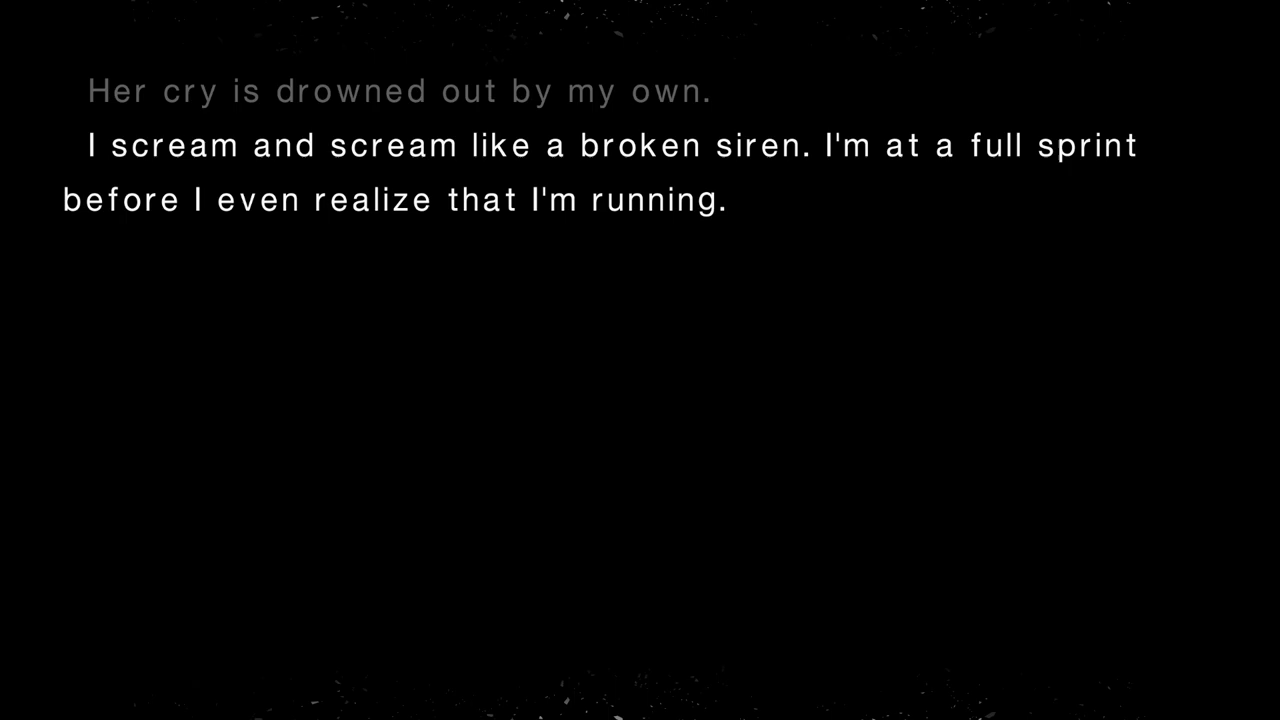 Her cry is drowned out by my own.
I scream and scream like a broken siren. I'm at a full sprint
before I even realize that I'm running.